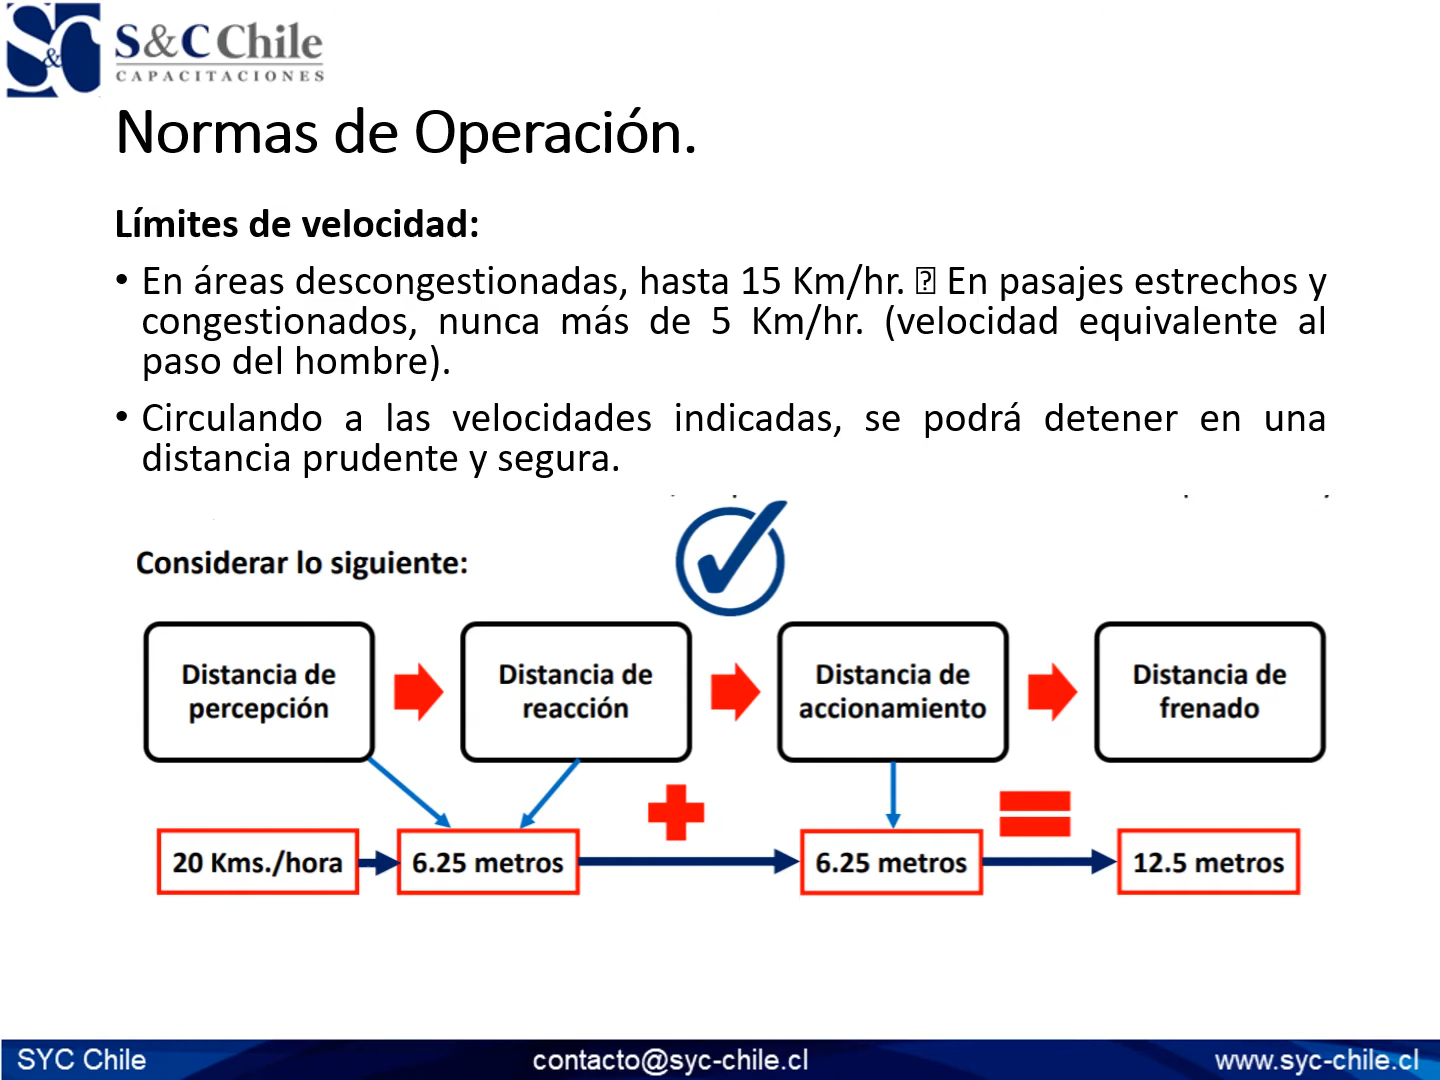 S&C Chile
CAPACITACIONES
Normas de Operación.
Límites de velocidad:
• En áreas descongestionadas, hasta 15 Km/hr. En pasajes estrechos y
congestionados, nunca más de 5 Km/hr. (velocidad equivalente al
paso del hombre).
• Circulando a las velocidades indicadas, se podrá detener en una
distancia prudente y segura.
Considerar lo siguiente:
Distancia de
percepción
Distancia de
reacción
Distancia de
accionamiento
Distancia de
frenado
20 Kms./hora
6.25 metros
6.25 metros
12.5 metros
SYC Chile
contacto@syc-chile.cl
www.syc-chile.cl